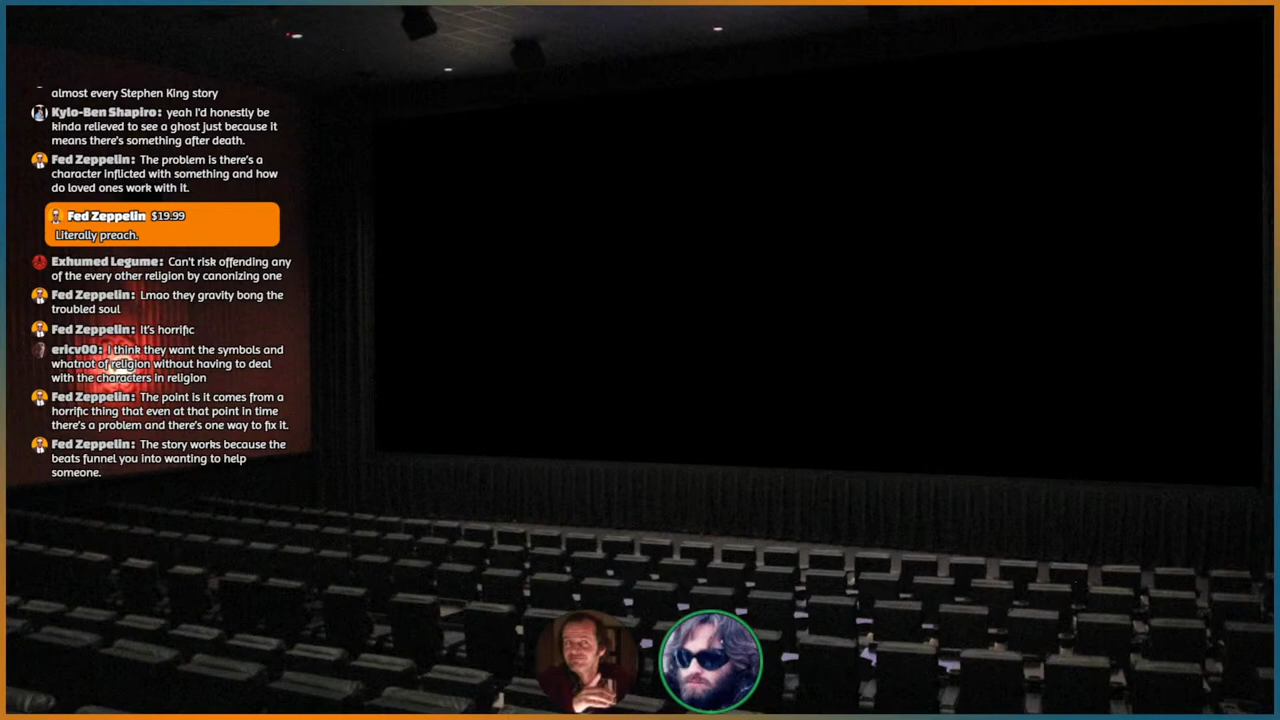 almost every Stephen King story
Kylo-Ben Shapiro: yeah I'd honestly be
kinda relieved to see a ghost just because it
means there's something after death.
Fed Zeppelin: The problem is there's a
character inflicted with something and how
do loved ones work with it.
Fed Zeppelin $19.99
Literally preach.
Exhumed Legume: Can't risk offending any
of the every other religion by canonizing one
Fed Zeppelin: Lmao they gravity bong the
troubled soul
Fed Zeppelin: It's horrific
ericv00: I think they want the symbols and
whatnot of religion without having to deal
with the characters in religion
Fed Zeppelin: The point is it comes from a
horrific thing that even at that point in time
there's a problem and there's one way to fix it.
Fed Zeppelin: The story works because the
beats funnel you into wanting to help
someone.